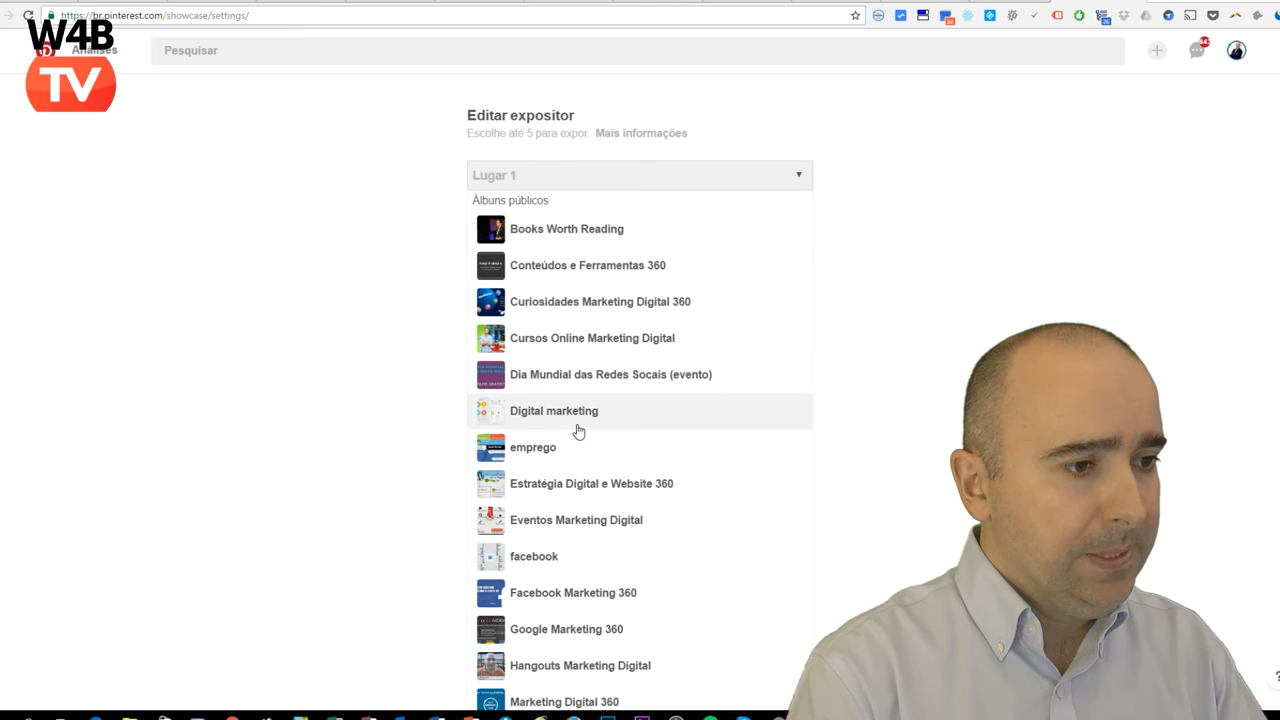 https://br.pinterest.com/showcase/settings/
W4B
TV
Análises
Pesquisar
Editar expositor
Escolhe até 5 para expor. Mais informações
Lugar 1
Álbuns públicos
Books Worth Reading
Conteúdos e Ferramentas 360
Curiosidades Marketing Digital 360
Cursos Online Marketing Digital
Dia Mundial das Redes Socais (evento)
Digital marketing
emprego
Estratégia Digital e Website 360
Eventos Marketing Digital
facebook
Facebook Marketing 360
Google Marketing 360
Hangouts Marketing Digital
Marketing Digital 360